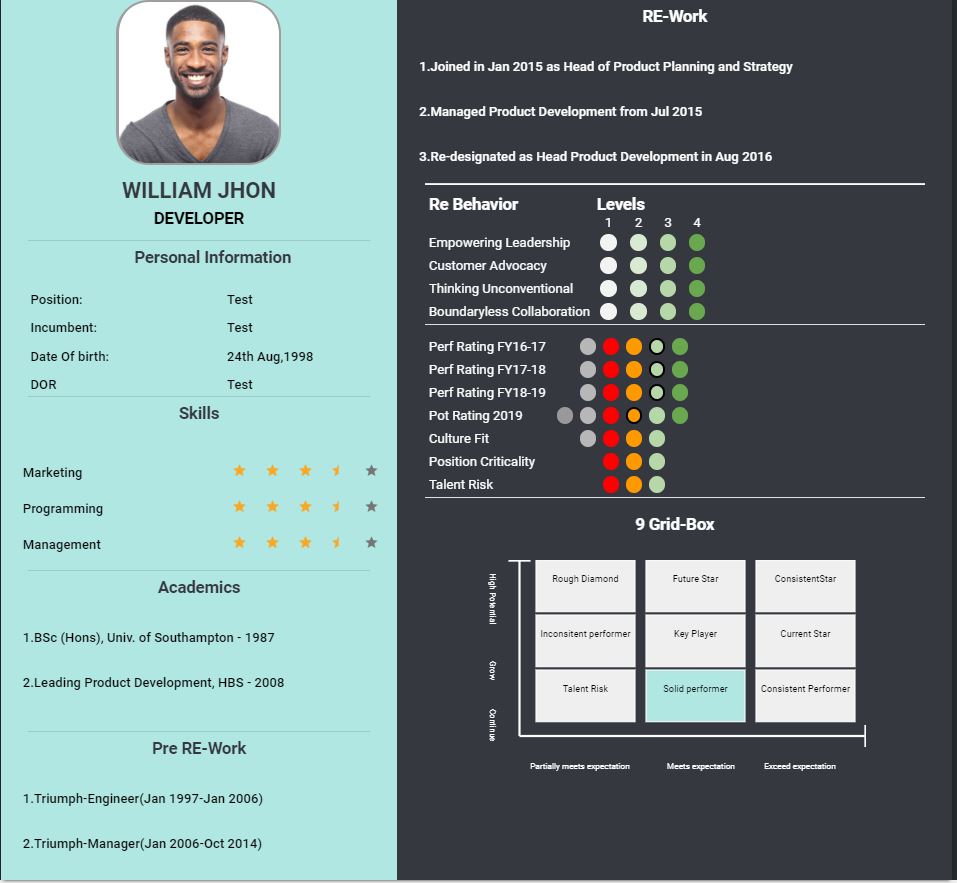 WILLIAM JHON
DEVELOPER
Personal Information
Position: Test
Incumbent: Test
Date Of birth: 24th Aug,1998
DOR Test
Skills
Marketing
Programming
Management
Academics
1.BSc (Hons), Univ. of Southampton - 1987
2.Leading Product Development, HBS - 2008
Pre RE-Work
1.Triumph-Engineer(Jan 1997-Jan 2006)
2.Triumph-Manager(Jan 2006-Oct 2014)
RE-Work
1.Joined in Jan 2015 as Head of Product Planning and Strategy
2.Managed Product Development from Jul 2015
3.Re-designated as Head Product Development in Aug 2016
Re Behavior Levels
1 2 3 4
Empowering Leadership
Customer Advocacy
Thinking Unconventional
Boundaryless Collaboration
Perf Rating FY16-17
Perf Rating FY17-18
Perf Rating FY18-19
Pot Rating 2019
Culture Fit
Position Criticality
Talent Risk
9 Grid-Box
High Potential
Rough Diamond Future Star ConsistentStar
Inconsitent performer Key Player Current Star
Grow
Talent Risk Solid performer Consistent Performer
Continue
Partially meets expectation Meets expectation Exceed expectation